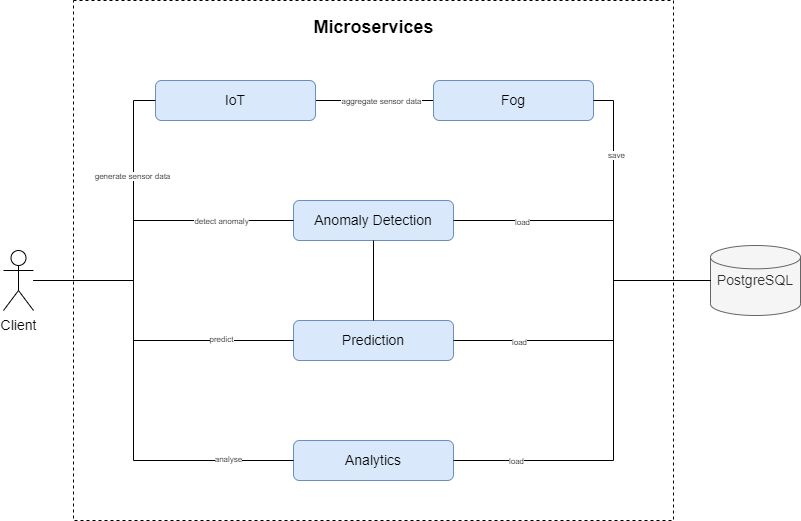 Microservices
IoT
aggregate sensor data
Fog
save
generate sensor data
detect anomaly
Anomaly Detection
load
PostgreSQL
Client
predict
Prediction
load
analyse
Analytics
load